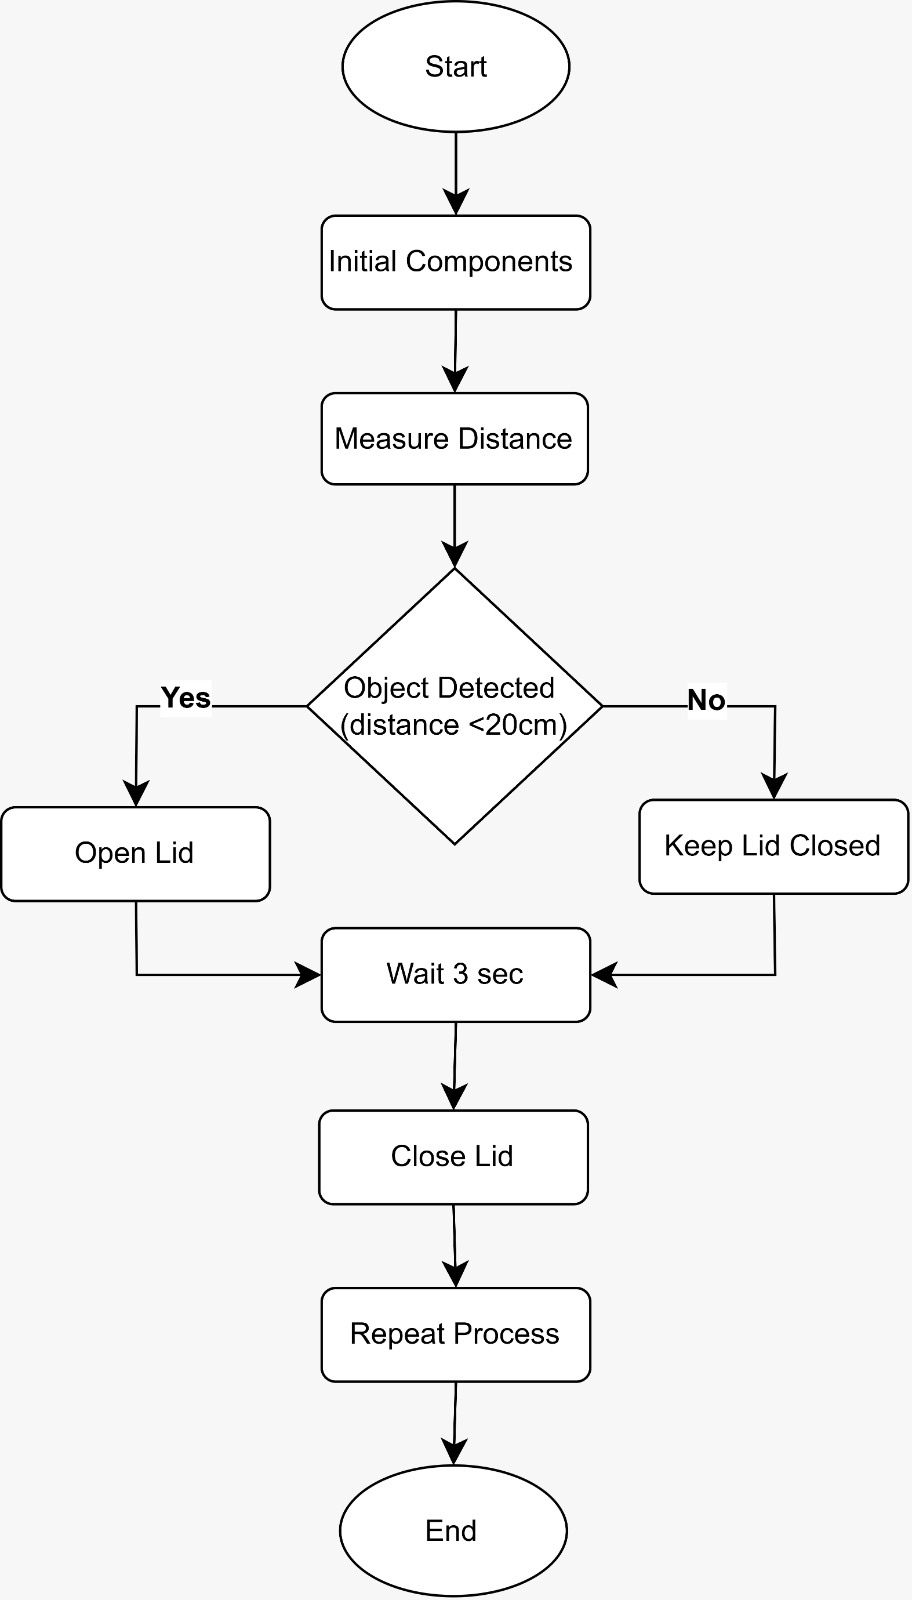 Start
Initial Components
Measure Distance
Object Detected
(distance <20cm)
Yes
No
Open Lid
Keep Lid Closed
Wait 3 sec
Close Lid
Repeat Process
End